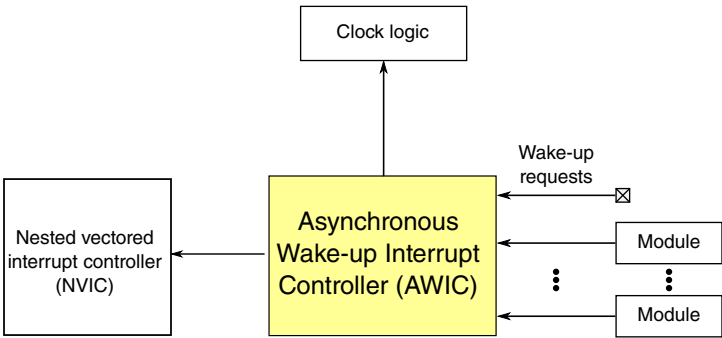 Clock logic
Wake-up
requests
Nested vectored
interrupt controller
(NVIC)
Asynchronous
Wake-up Interrupt
Controller (AWIC)
Module
Module